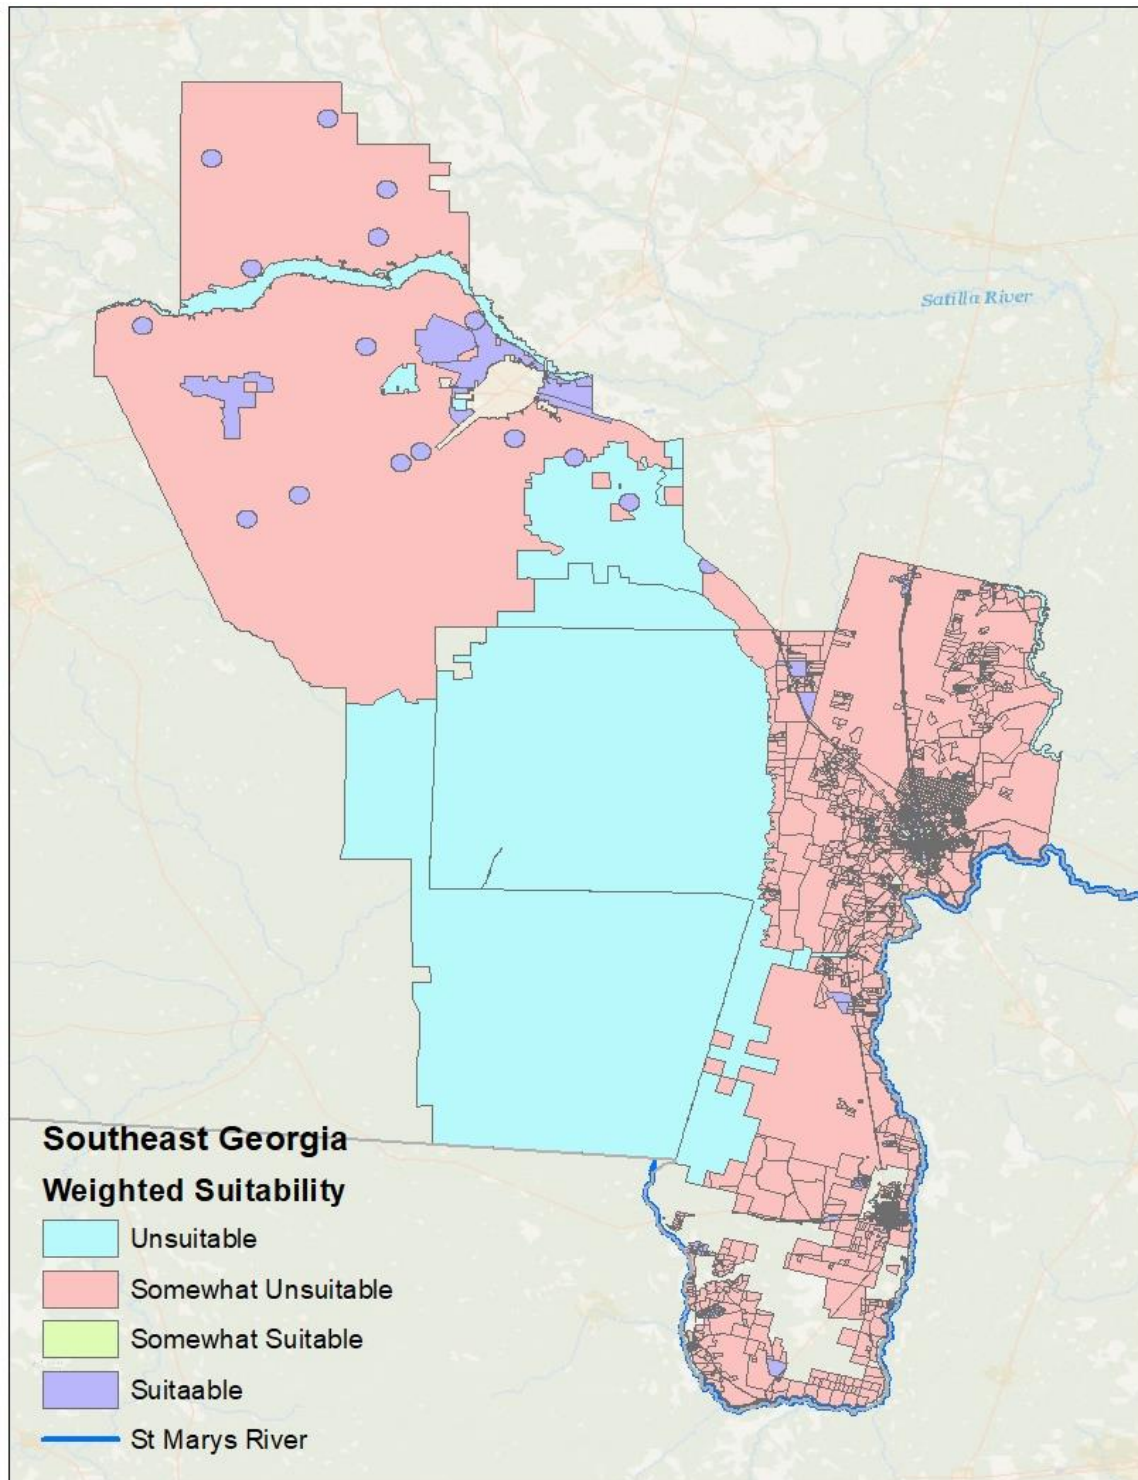 Satilla River
Southeast Georgia
Weighted Suitability
Unsuitable
Somewhat Unsuitable
Somewhat Suitable
Suitaable
St Marys River